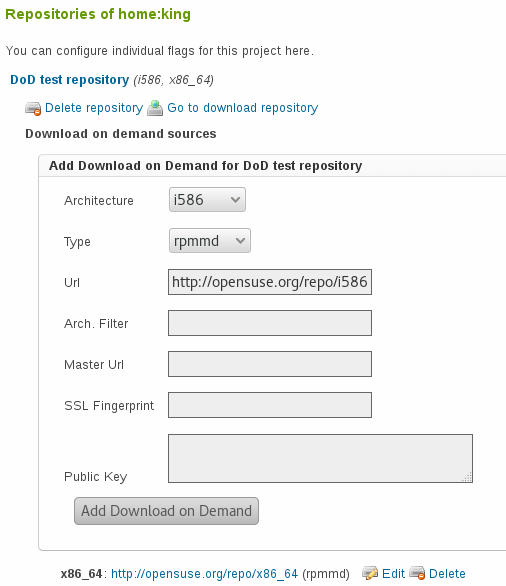 Repositories of home:king
You can configure individual flags for this project here.
DoD test repository (i586, x86_64)
Delete repository Go to download repository
Download on demand sources
Add Download on Demand for DoD test repository
Architecture i586
Type rpmmd
Url http://opensuse.org/repo/i586
Arch. Filter
Master Url
SSL Fingerprint
Public Key
Add Download on Demand
x86_64: http://opensuse.org/repo/x86_64 (rpmmd) Edit Delete